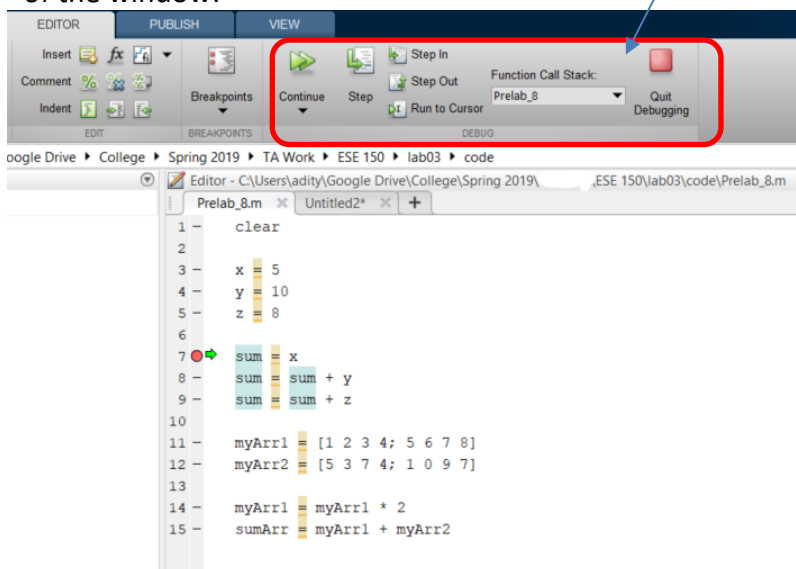 of the window.
EDITOR PUBLISH VIEW
Insert fx
Comment %
Indent
Breakpoints
Continue
Step
Step In
Step Out
Run to Cursor
Function Call Stack:
Prelab_8
Quit
Debugging
EDIT BREAKPOINTS DEBUG
oogle Drive College Spring 2019 TA Work ESE 150 lab03 code
Editor - C:\Users\adity\Google Drive\College\Spring 2019\ ,ESE 150\lab03\code\Prelab_8.m
Prelab_8.m × Untitled2* × +
1 - clear
2
3 - x = 5
4 - y = 10
5 - z = 8
6
7 sum = x
8 - sum = sum + y
9 - sum = sum + z
10
11 - myArr1 = [1 2 3 4; 5 6 7 8]
12 - myArr2 = [5 3 7 4; 1 0 9 7]
13
14 - myArr1 = myArr1 * 2
15 - sumArr = myArr1 + myArr2